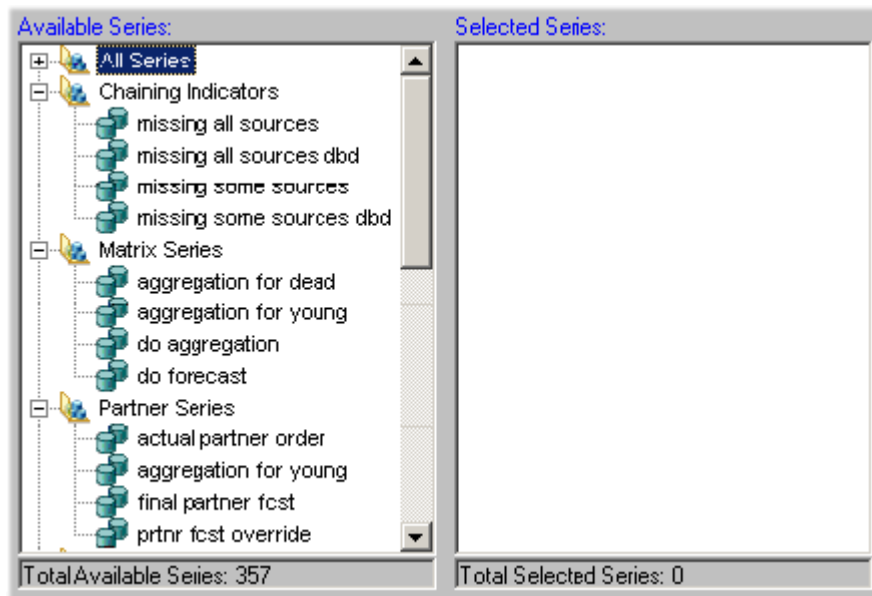 Available Series:
All Series
Chaining Indicators
missing all sources
missing all sources dbd
missing some sources
missing some sources dbd
Matrix Series
aggregation for dead
aggregation for young
do aggregation
do forecast
Partner Series
actual partner order
aggregation for young
final partner fcst
prtnr fcst override
Total Available Series: 357
Selected Series:
Total Selected Series: 0